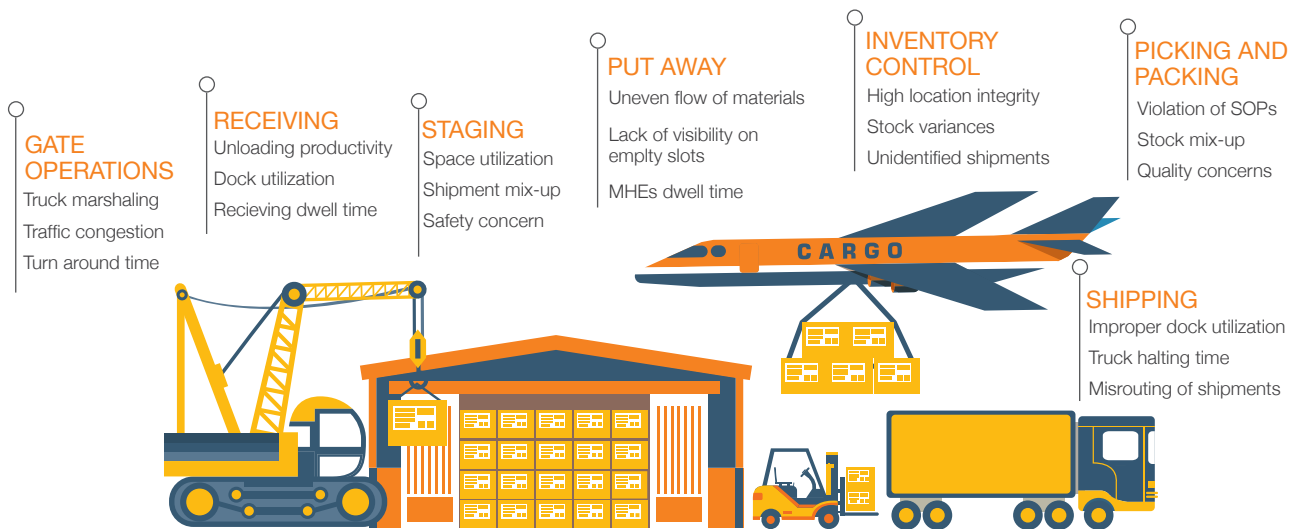 GATE
OPERATIONS
Truck marshaling
Traffic congestion
Turn around time
RECEIVING
Unloading productivity
Dock utilization
Recieving dwell time
STAGING
Space utilization
Shipment mix-up
Safety concern
PUT AWAY
Uneven flow of materials
Lack of visibility on
emplty slots
MHEs dwell time
INVENTORY
CONTROL
High location integrity
Stock variances
Unidentified shipments
PICKING AND
PACKING
Violation of SOPs
Stock mix-up
Quality concerns
CARGO
SHIPPING
Improper dock utilization
Truck halting time
Misrouting of shipments